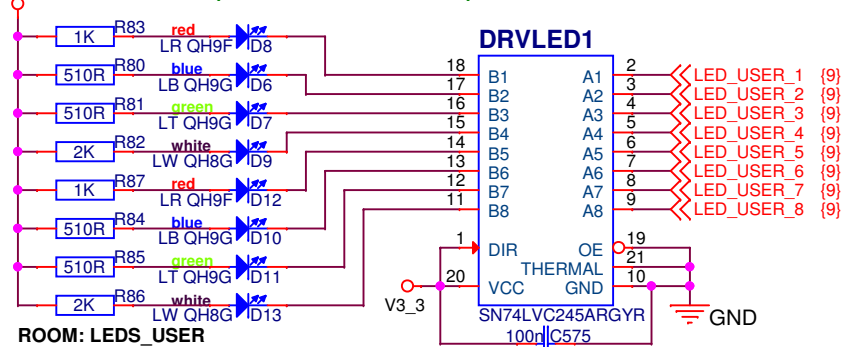 R83
1K
red
LR QH9F
D8
R80
510R
blue
LB QH9G
D6
R81
510R
green
LT QH9G
D7
R82
2K
white
LW QH8G
D9
R87
1K
red
LR QH9F
D12
R84
510R
blue
LB QH9G
D10
R85
510R
green
LT QH9G
D11
R86
2K
white
LW QH8G
D13
ROOM: LEDS_USER
DRVLED1
18 B1 A1 2 LED_USER_1 {9}
17 B2 A2 3 LED_USER_2 {9}
16 B3 A3 4 LED_USER_3 {9}
15 B4 A4 5 LED_USER_4 {9}
14 B5 A5 6 LED_USER_5 {9}
13 B6 A6 7 LED_USER_6 {9}
12 B7 A7 8 LED_USER_7 {9}
11 B8 A8 9 LED_USER_8 {9}
1 DIR OE 19
THERMAL 21
20 VCC GND 10
V3_3
SN74LVC245ARGYR
GND
100n C575